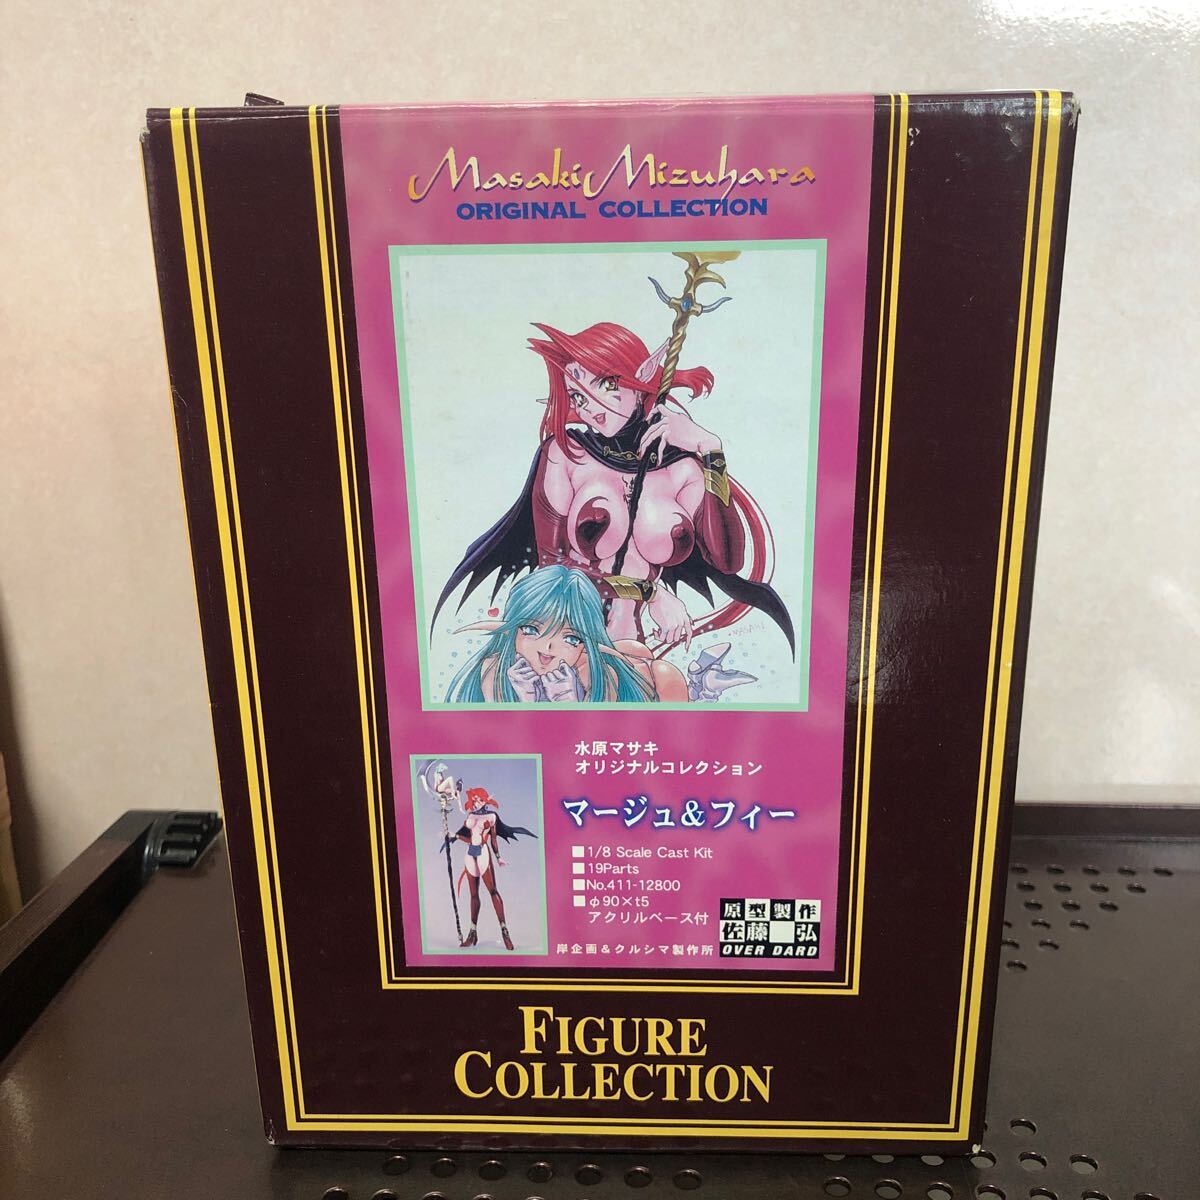 Masaki Mizuhara
ORIGINAL COLLECTION
MASAKI
水原マサキ
オリジナルコレクション
マージュ&フィー
■1/8 Scale Cast Kit
■19Parts
■No.411-12800
■φ90×t5
アクリルベース付
原型製作
佐藤 弘
OVER DARD
岸企画&クルシマ製作所
FIGURE
COLLECTION